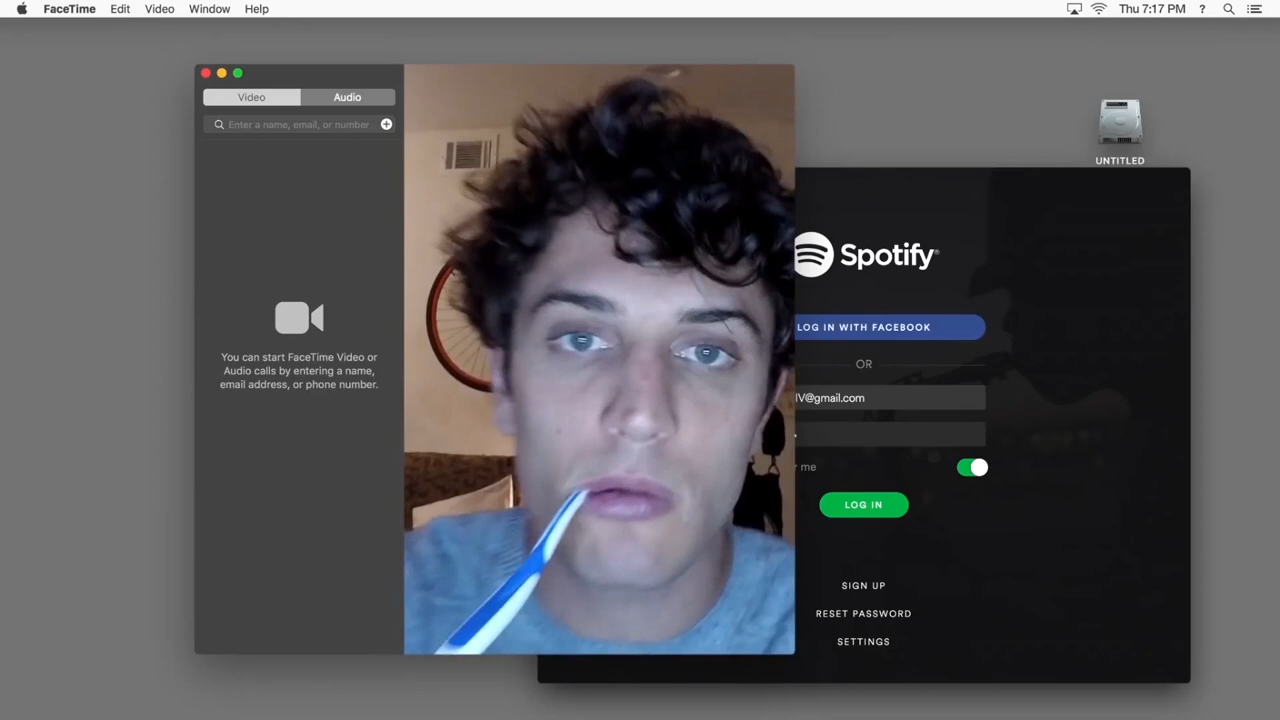 FaceTime Edit Video Window Help
Thu 7:17 PM ?
Video Audio
Enter a name, email, or number
You can start FaceTime Video or
Audio calls by entering a name,
email address, or phone number.
UNTITLED
Spotify®
LOG IN WITH FACEBOOK
OR
IV@gmail.com
r me
LOG IN
SIGN UP
RESET PASSWORD
SETTINGS